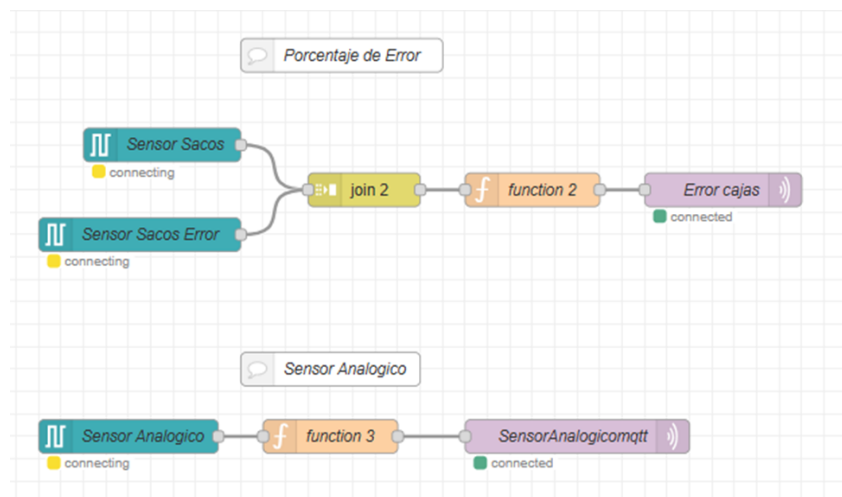 Porcentaje de Error
Sensor Sacos
connecting
join 2
function 2
Error cajas
connected
Sensor Sacos Error
connecting
Sensor Analogico
Sensor Analogico
connecting
function 3
SensorAnalogicomqtt
connected